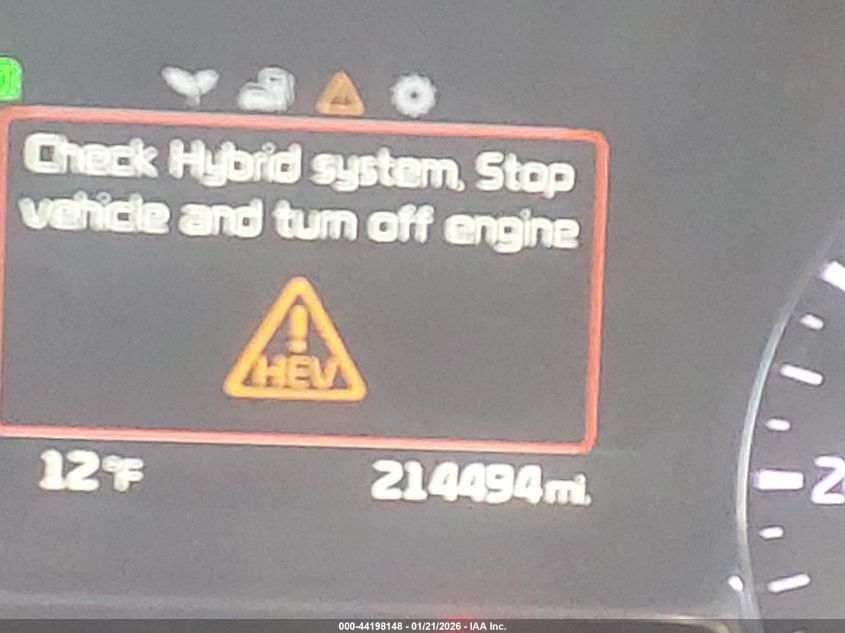 Check Hybrid system. Stop
vehicle and turn off engine
HEV
12°F 214494mi.
2
000-44198148 - 01/21/2026 - IAA Inc.